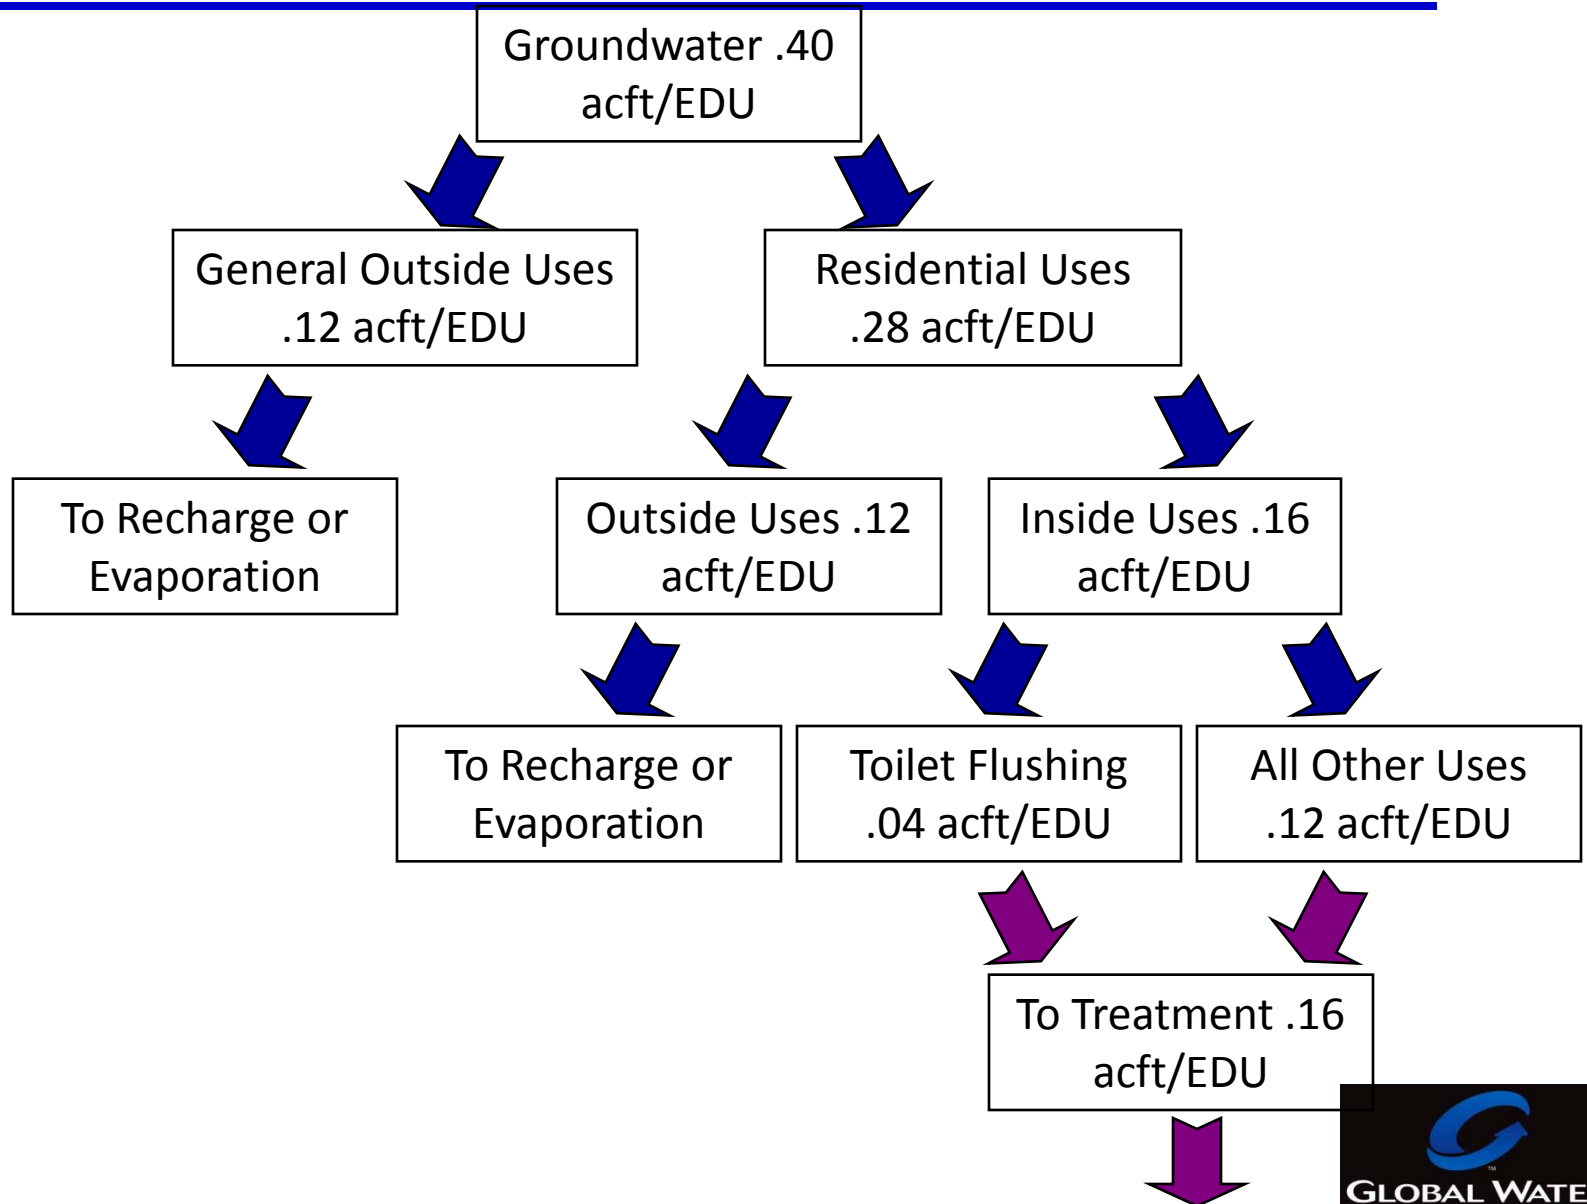 Groundwater .40
acft/EDU
General Outside Uses
.12 acft/EDU
Residential Uses
.28 acft/EDU
To Recharge or
Evaporation
Outside Uses .12
acft/EDU
Inside Uses .16
acft/EDU
To Recharge or
Evaporation
Toilet Flushing
.04 acft/EDU
All Other Uses
.12 acft/EDU
To Treatment .16
acft/EDU
TM
GLOBAL WATE